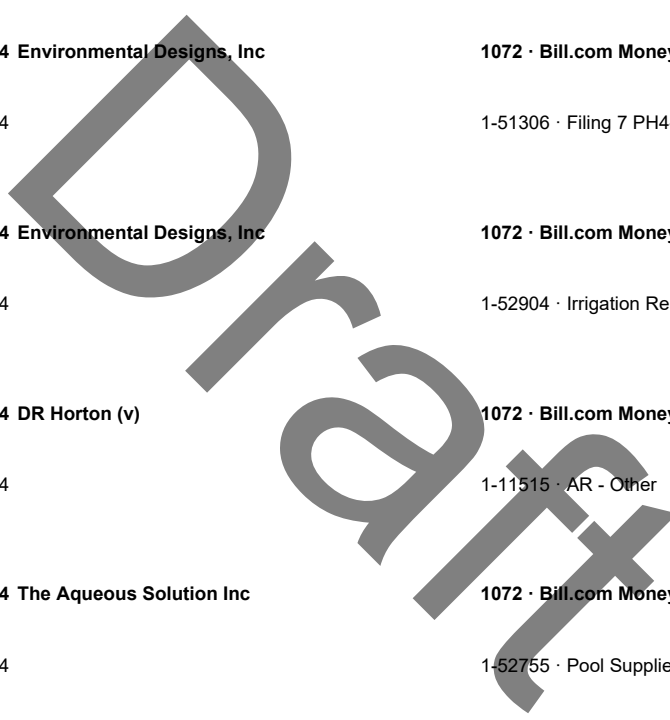 4 Environmental Designs, Inc 1072 · Bill.com Money
4 1-51306 · Filing 7 PH4
4 Environmental Designs, Inc 1072 · Bill.com Money
4 1-52904 · Irrigation Re
4 DR Horton (v) 1072 · Bill.com Money
4 1-11515 · AR - Other
4 The Aqueous Solution Inc 1072 · Bill.com Money
4 1-52755 · Pool Supplie
Draft